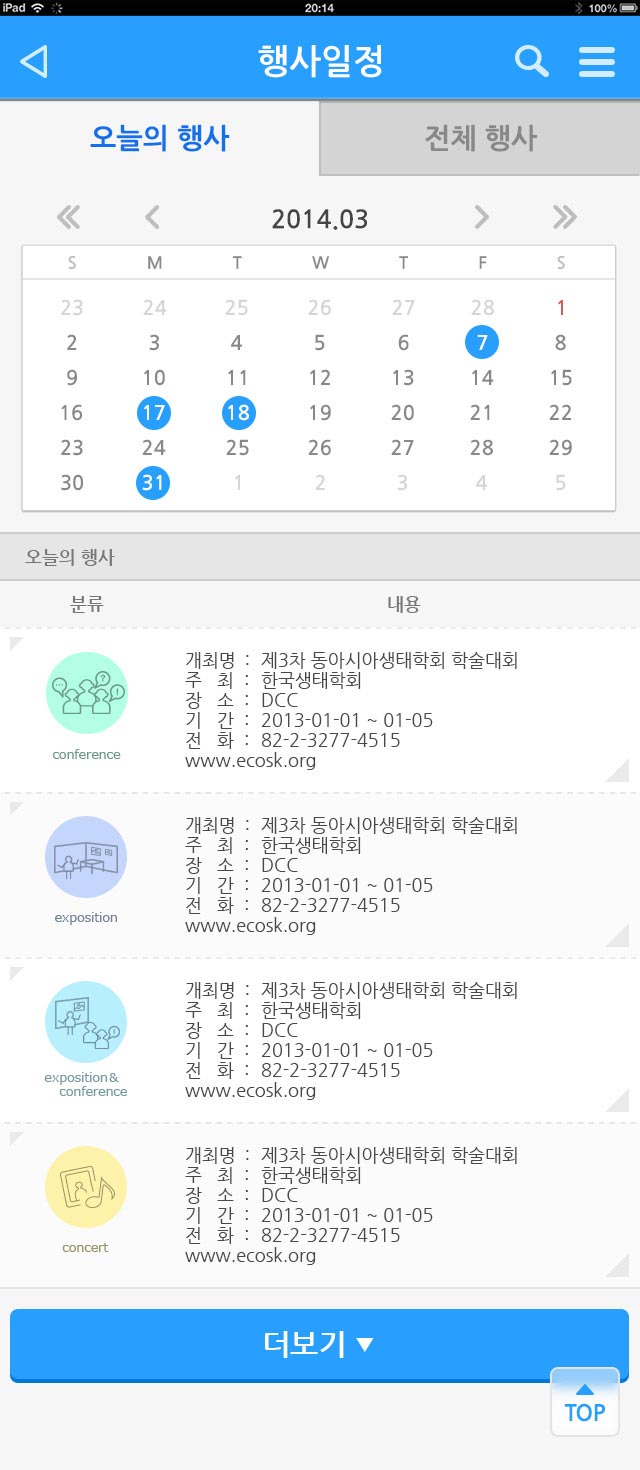 iPad 20:14 100%
행사일정
오늘의 행사 전체 행사
2014.03
S M T W T F S
23 24 25 26 27 28 1
2 3 4 5 6 7 8
9 10 11 12 13 14 15
16 17 18 19 20 21 22
23 24 25 26 27 28 29
30 31 1 2 3 4 5
오늘의 행사
분류 내용
개최명 : 제3차 동아시아생태학회 학술대회
주 최 : 한국생태학회
장 소 : DCC
기 간 : 2013-01-01 ~ 01-05
전 화 : 82-2-3277-4515
www.ecosk.org
conference
개최명 : 제3차 동아시아생태학회 학술대회
주 최 : 한국생태학회
장 소 : DCC
기 간 : 2013-01-01 ~ 01-05
전 화 : 82-2-3277-4515
www.ecosk.org
exposition
개최명 : 제3차 동아시아생태학회 학술대회
주 최 : 한국생태학회
장 소 : DCC
기 간 : 2013-01-01 ~ 01-05
전 화 : 82-2-3277-4515
www.ecosk.org
exposition&
conference
개최명 : 제3차 동아시아생태학회 학술대회
주 최 : 한국생태학회
장 소 : DCC
기 간 : 2013-01-01 ~ 01-05
전 화 : 82-2-3277-4515
www.ecosk.org
concert
더보기 ▼
TOP